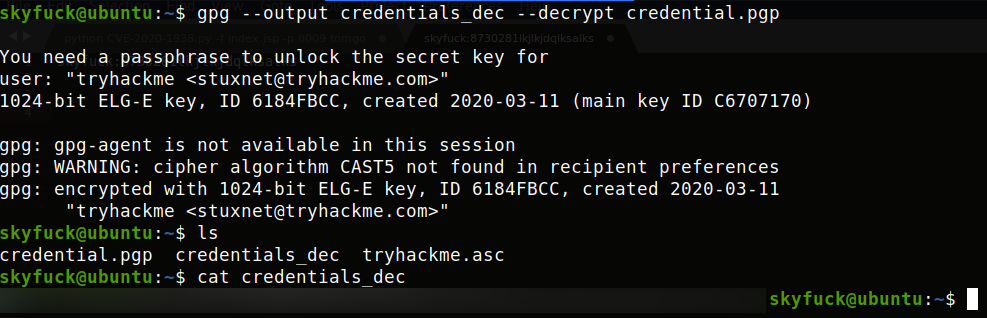 skyfuck@ubuntu:~$ gpg --output credentials_dec --decrypt credential.pgp
You need a passphrase to unlock the secret key for
user: "tryhackme <stuxnet@tryhackme.com>"
1024-bit ELG-E key, ID 6184FBCC, created 2020-03-11 (main key ID C6707170)
gpg: gpg-agent is not available in this session
gpg: WARNING: cipher algorithm CAST5 not found in recipient preferences
gpg: encrypted with 1024-bit ELG-E key, ID 6184FBCC, created 2020-03-11
"tryhackme <stuxnet@tryhackme.com>"
skyfuck@ubuntu:~$ ls
credential.pgp credentials_dec tryhackme.asc
skyfuck@ubuntu:~$ cat credentials_dec
skyfuck@ubuntu:~$